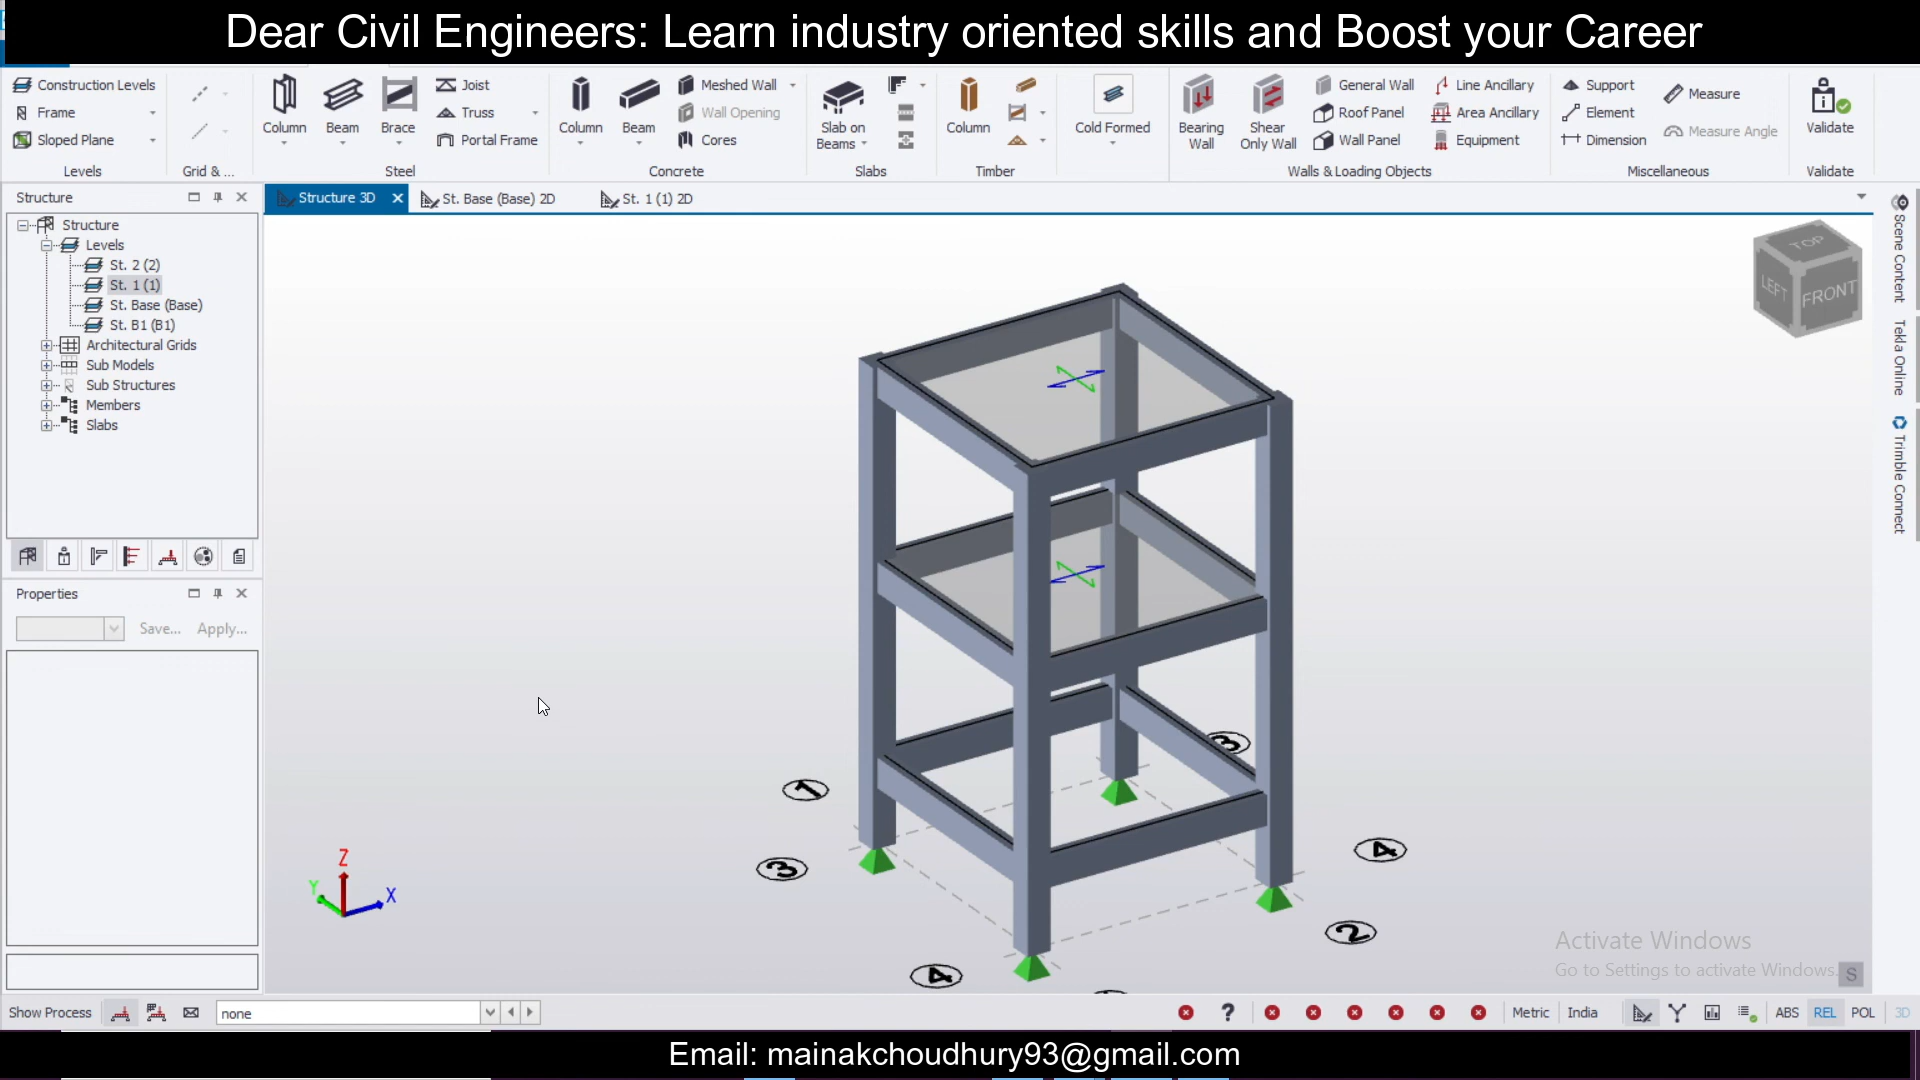 Dear Civil Engineers: Learn industry oriented skills and Boost your Career
Construction Levels
Frame
Sloped Plane
Levels
Grid & ...
Column
Beam
Brace
Joist
Truss
Portal Frame
Steel
Column
Beam
Meshed Wall
Wall Opening
Cores
Concrete
Slab on
Beams
Slabs
Column
Timber
Cold Formed
Bearing
Wall
Shear
Only Wall
General Wall
Roof Panel
Wall Panel
Line Ancillary
Area Ancillary
Equipment
Walls & Loading Objects
Support
Element
Dimension
Measure
Measure Angle
Miscellaneous
Validate
Validate
Structure
Structure 3D
St. Base (Base) 2D
St. 1 (1) 2D
Structure
Levels
St. 2 (2)
St. 1 (1)
St. Base (Base)
St. B1 (B1)
Architectural Grids
Sub Models
Sub Structures
Members
Slabs
Properties
Save...
Apply...
TOP
LEFT
FRONT
Scene Content
Tekla Online
Trimble Connect
1
3
3
4
4
2
Z
Y
X
Activate Windows
Go to Settings to activate Windows.
S
Show Process
none
?
Metric
India
ABS
REL
POL
3D
Email: mainakchoudhury93@gmail.com